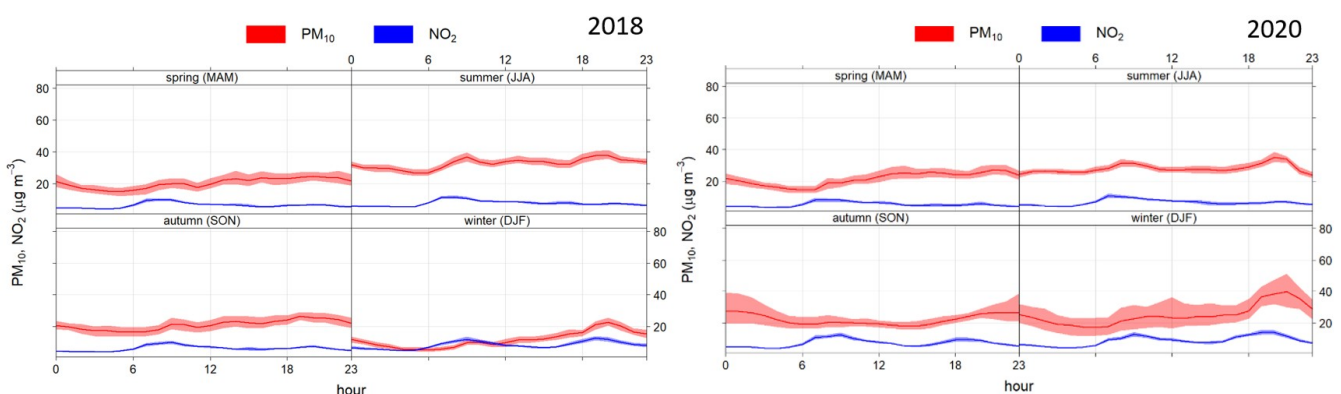 PM10 NO2 2018
0 6 12 18 23
spring (MAM) summer (JJA)
80
60
40
20
autumn (SON) winter (DJF)
80
60
40
20
0 6 12 18 23
hour
PM10, NO2 (µg m⁻³)
PM10 NO2 2020
0 6 12 18 23
spring (MAM) summer (JJA)
80
60
40
20
autumn (SON) winter (DJF)
80
60
40
20
0 6 12 18 23
hour
PM10, NO2 (µg m⁻³)